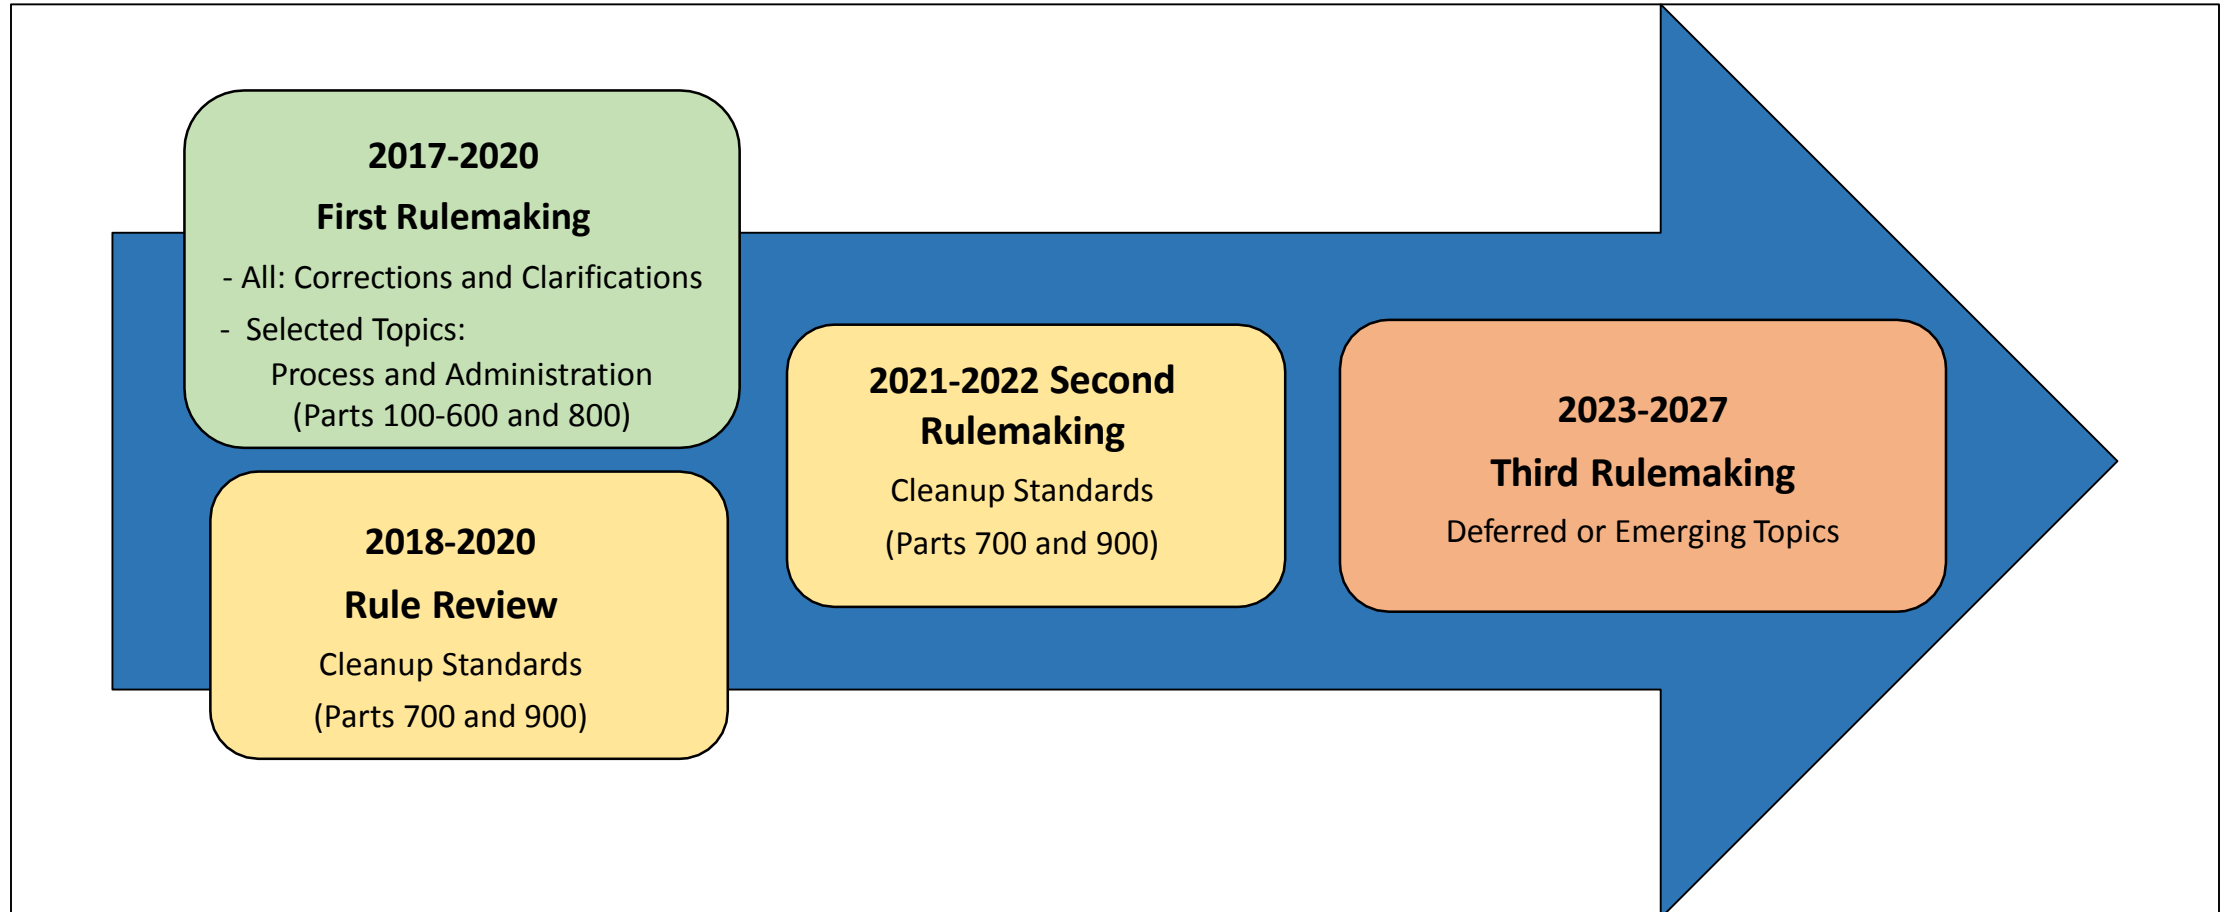 2017-2020
First Rulemaking
- All: Corrections and Clarifications
- Selected Topics:
Process and Administration
(Parts 100-600 and 800)
2018-2020
Rule Review
Cleanup Standards
(Parts 700 and 900)
2021-2022 Second
Rulemaking
Cleanup Standards
(Parts 700 and 900)
2023-2027
Third Rulemaking
Deferred or Emerging Topics